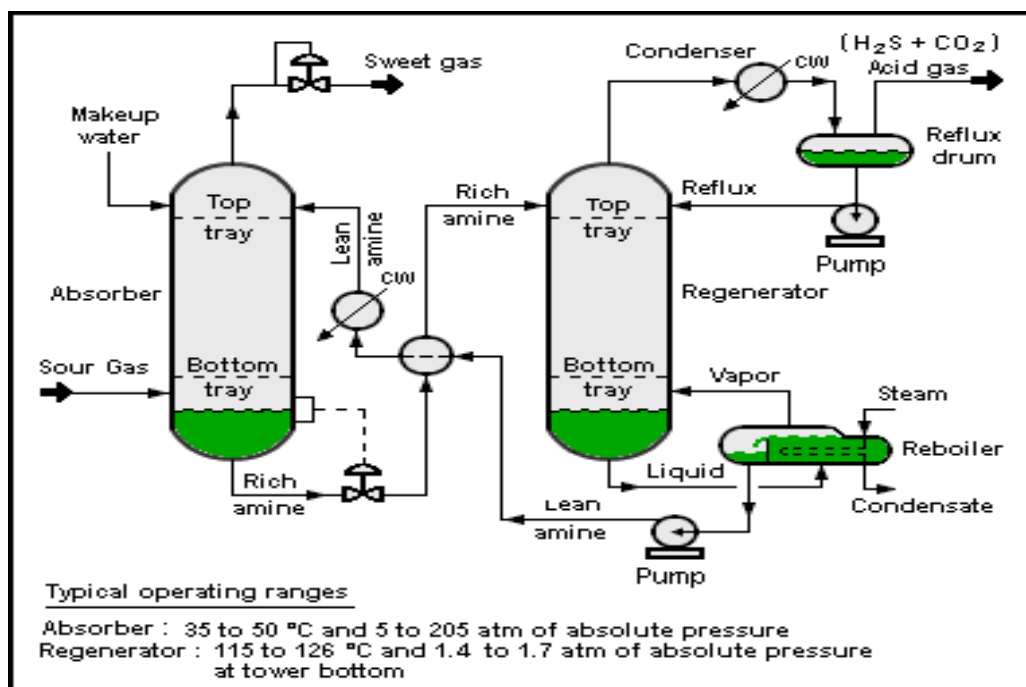 Sweet gas
Makeup
water
Absorber
Sour Gas
Top
tray
Bottom
tray
Lean
amine
CW
Rich
amine
Rich
amine
Condenser
CW
(H₂S + CO₂)
Acid gas
Reflux
drum
Reflux
Pump
Top
tray
Regenerator
Bottom
tray
Vapor
Steam
Reboiler
Liquid
Condensate
Lean
amine
Pump
Typical operating ranges
Absorber : 35 to 50 °C and 5 to 205 atm of absolute pressure
Regenerator : 115 to 126 °C and 1.4 to 1.7 atm of absolute pressure
at tower bottom